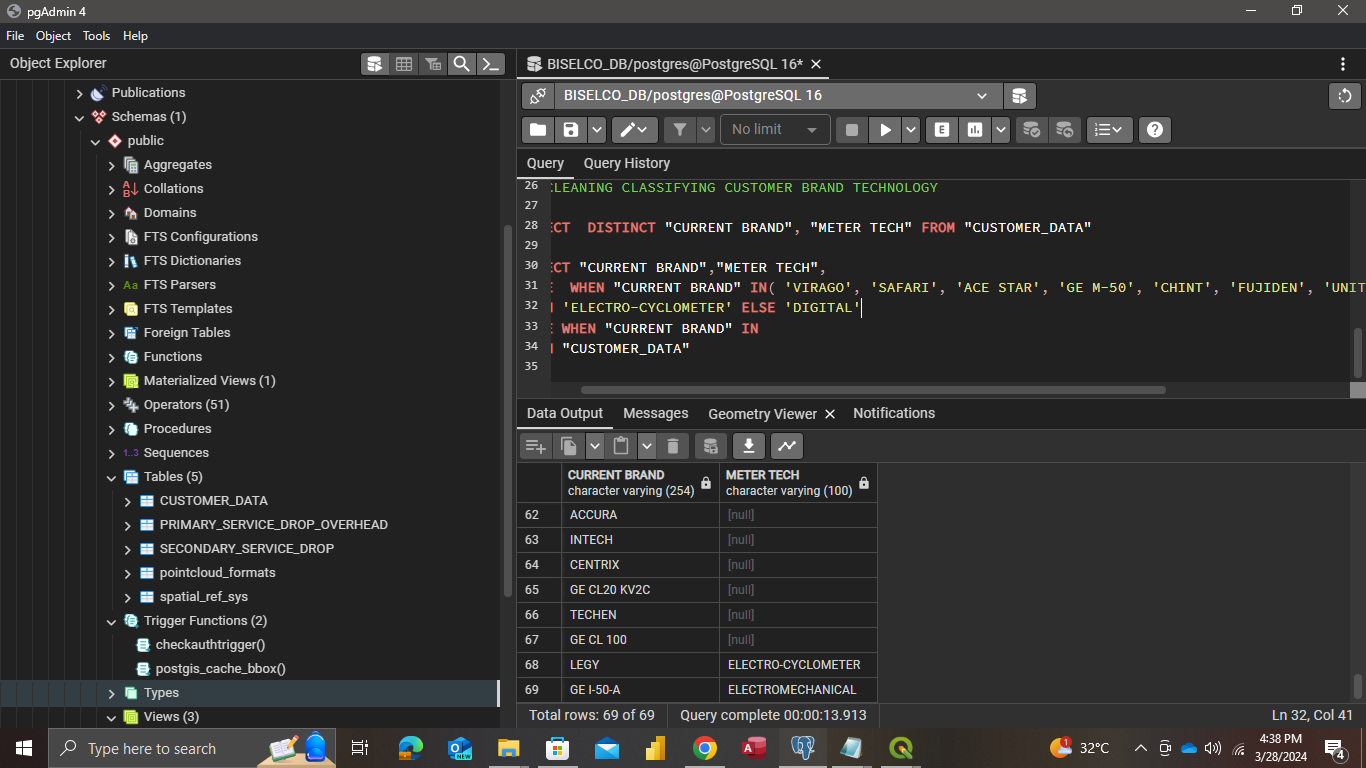 pgAdmin 4
File Object Tools Help
Object Explorer
Publications
Schemas (1)
public
Aggregates
Collations
Domains
FTS Configurations
FTS Dictionaries
Aa FTS Parsers
FTS Templates
Foreign Tables
Functions
Materialized Views (1)
Operators (51)
Procedures
1..3 Sequences
Tables (5)
CUSTOMER_DATA
PRIMARY_SERVICE_DROP_OVERHEAD
SECONDARY_SERVICE_DROP
pointcloud_formats
spatial_ref_sys
Trigger Functions (2)
checkauthtrigger()
postgis_cache_bbox()
Types
Views (3)
BISELCO_DB/postgres@PostgreSQL 16*
BISELCO_DB/postgres@PostgreSQL 16
No limit
E
Query Query History
26 LEANING CLASSIFYING CUSTOMER BRAND TECHNOLOGY
27
28 CT DISTINCT "CURRENT BRAND", "METER TECH" FROM "CUSTOMER_DATA"
29
30 CT "CURRENT BRAND","METER TECH",
31 WHEN "CURRENT BRAND" IN( 'VIRAGO', 'SAFARI', 'ACE STAR', 'GE M-50', 'CHINT', 'FUJIDEN', 'UNIT
32 'ELECTRO-CYCLOMETER' ELSE 'DIGITAL'
33 WHEN "CURRENT BRAND" IN
34 "CUSTOMER_DATA"
35
Data Output Messages Geometry Viewer Notifications
CURRENT BRAND METER TECH
character varying (254) character varying (100)
62 ACCURA [null]
63 INTECH [null]
64 CENTRIX [null]
65 GE CL20 KV2C [null]
66 TECHEN [null]
67 GE CL 100 [null]
68 LEGY ELECTRO-CYCLOMETER
69 GE I-50-A ELECTROMECHANICAL
Total rows: 69 of 69 Query complete 00:00:13.913 Ln 32, Col 41
Type here to search
NEW
1
32°C
4:38 PM
3/28/2024
4